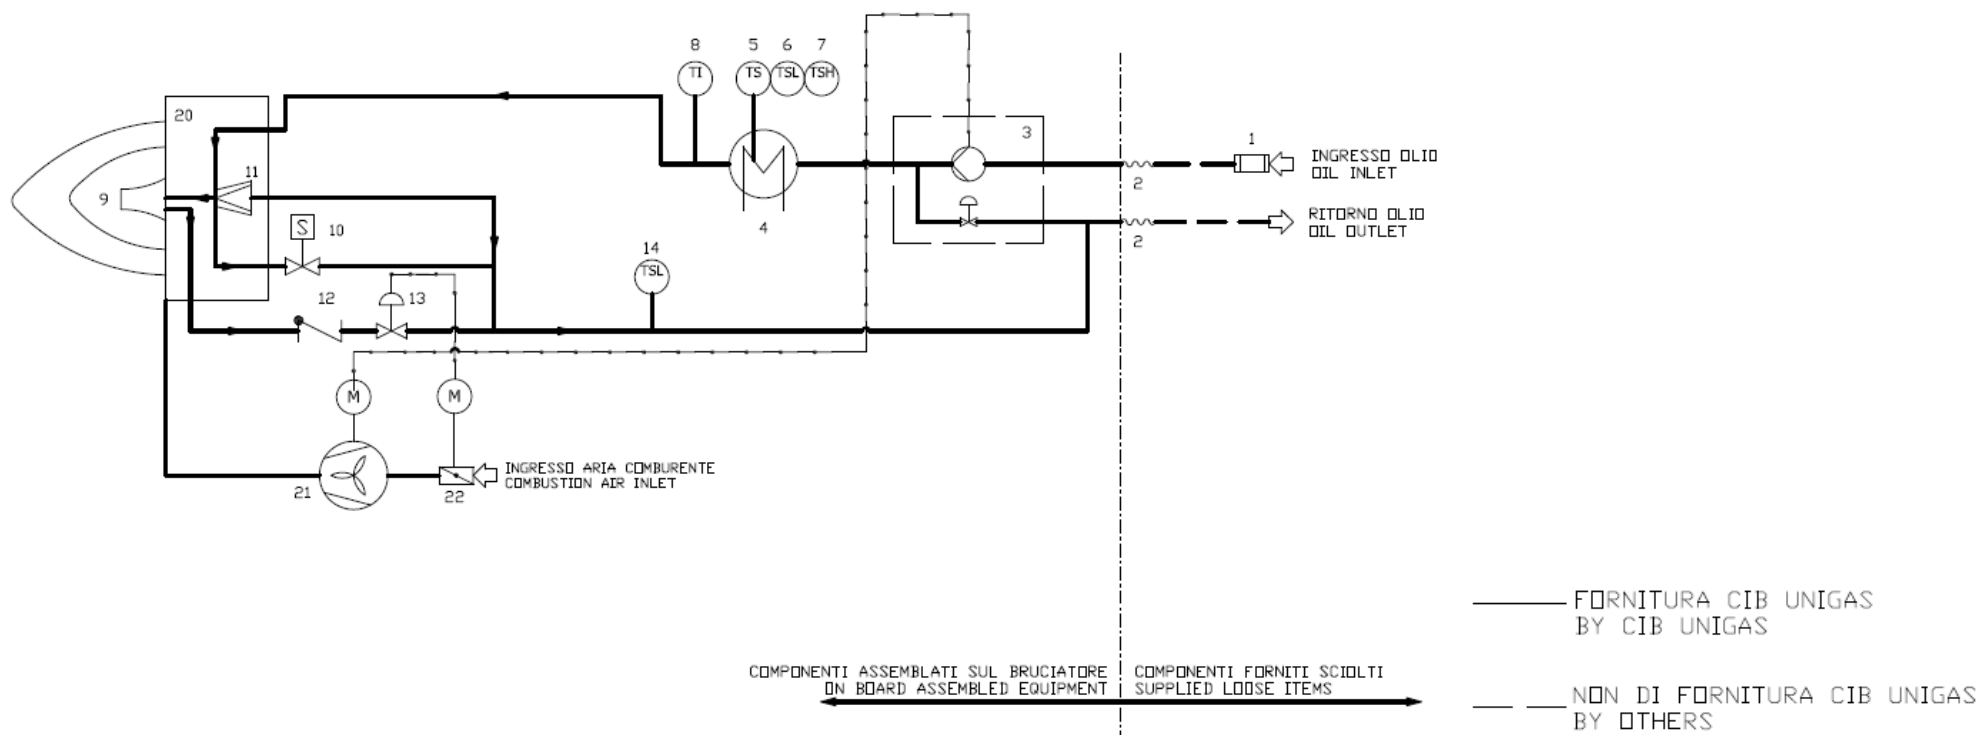 8
5
6
7
TI
TS
TSL
TSH
20
3
1
INGRESSO OLIO
OIL INLET
11
9
2
4
RITORNO OLIO
OIL OUTLET
2
S
10
14
TSL
12
13
M
M
INGRESSO ARIA COMBURENTE
COMBUSTION AIR INLET
21
22
FORNITURA CIB UNIGAS
BY CIB UNIGAS
COMPONENTI ASSEMBLATI SUL BRUCIATORE
ON BOARD ASSEMBLED EQUIPMENT
COMPONENTI FORNITI SCIOLTI
SUPPLIED LOOSE ITEMS
NON DI FORNITURA CIB UNIGAS
BY OTHERS